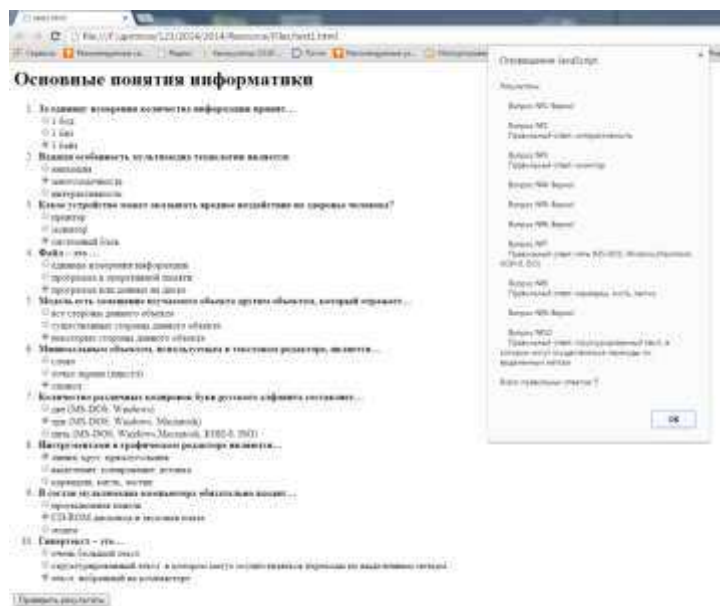 Основные понятия информатики
1. За единицу измерения количества информации принят…
1 бод
1 бит
1 байт
2. Важная особенность мультимедиа технологии является:
анимация
многозадачность
интерактивность
3. Какое устройство может оказывать вредное воздействие на здоровье человека?
принтер
монитор
системный блок
4. Файл – это…
единица измерения информации
программа в оперативной памяти
программа или данные на диске
5. Модель есть замещение изучаемого объекта другим объектом, который отражает…
все стороны данного объекта
существенные стороны данного объекта
некоторые стороны данного объекта
6. Минимальным объектом, используемым в текстовом редакторе, является…
слово
точка экрана (пиксел)
символ
7. Количество различных кодировок букв русского алфавита составляет…
две (MS-DOS, Windows)
три (MS-DOS, Windows, Macintosh)
пять (MS-DOS, Windows, Macintosh, КОИ-8, ISO)
8. Инструментами в графическом редакторе являются…
линия, круг, прямоугольник
выделение, копирование, вставка
карандаш, кисть, ластик
9. В состав мультимедиа компьютера обязательно входит…
проекционная панель
CD-ROM дисковод и звуковая плата
модем
10. Гипертекст – это…
очень большой текст
структурированный текст, в котором могут осуществляться переходы по выделенным меткам
текст, набранный на компьютере
Проверить результаты
Оповещение JavaScript
Результаты:
Вопрос №1 Верно!
Вопрос №2
Правильный ответ: интерактивность
Вопрос №3
Правильный ответ: монитор
Вопрос №4 Верно!
Вопрос №5 Верно!
Вопрос №6 Верно!
Вопрос №7
Правильный ответ: пять (MS-DOS, Windows, Macintosh,
КОИ-8, ISO)
Вопрос №8
Правильный ответ: карандаш, кисть, ластик
Вопрос №9 Верно!
Вопрос №10
Правильный ответ: структурированный текст, в
котором могут осуществляться переходы по
выделенным меткам
Всего правильных ответов:
ОК